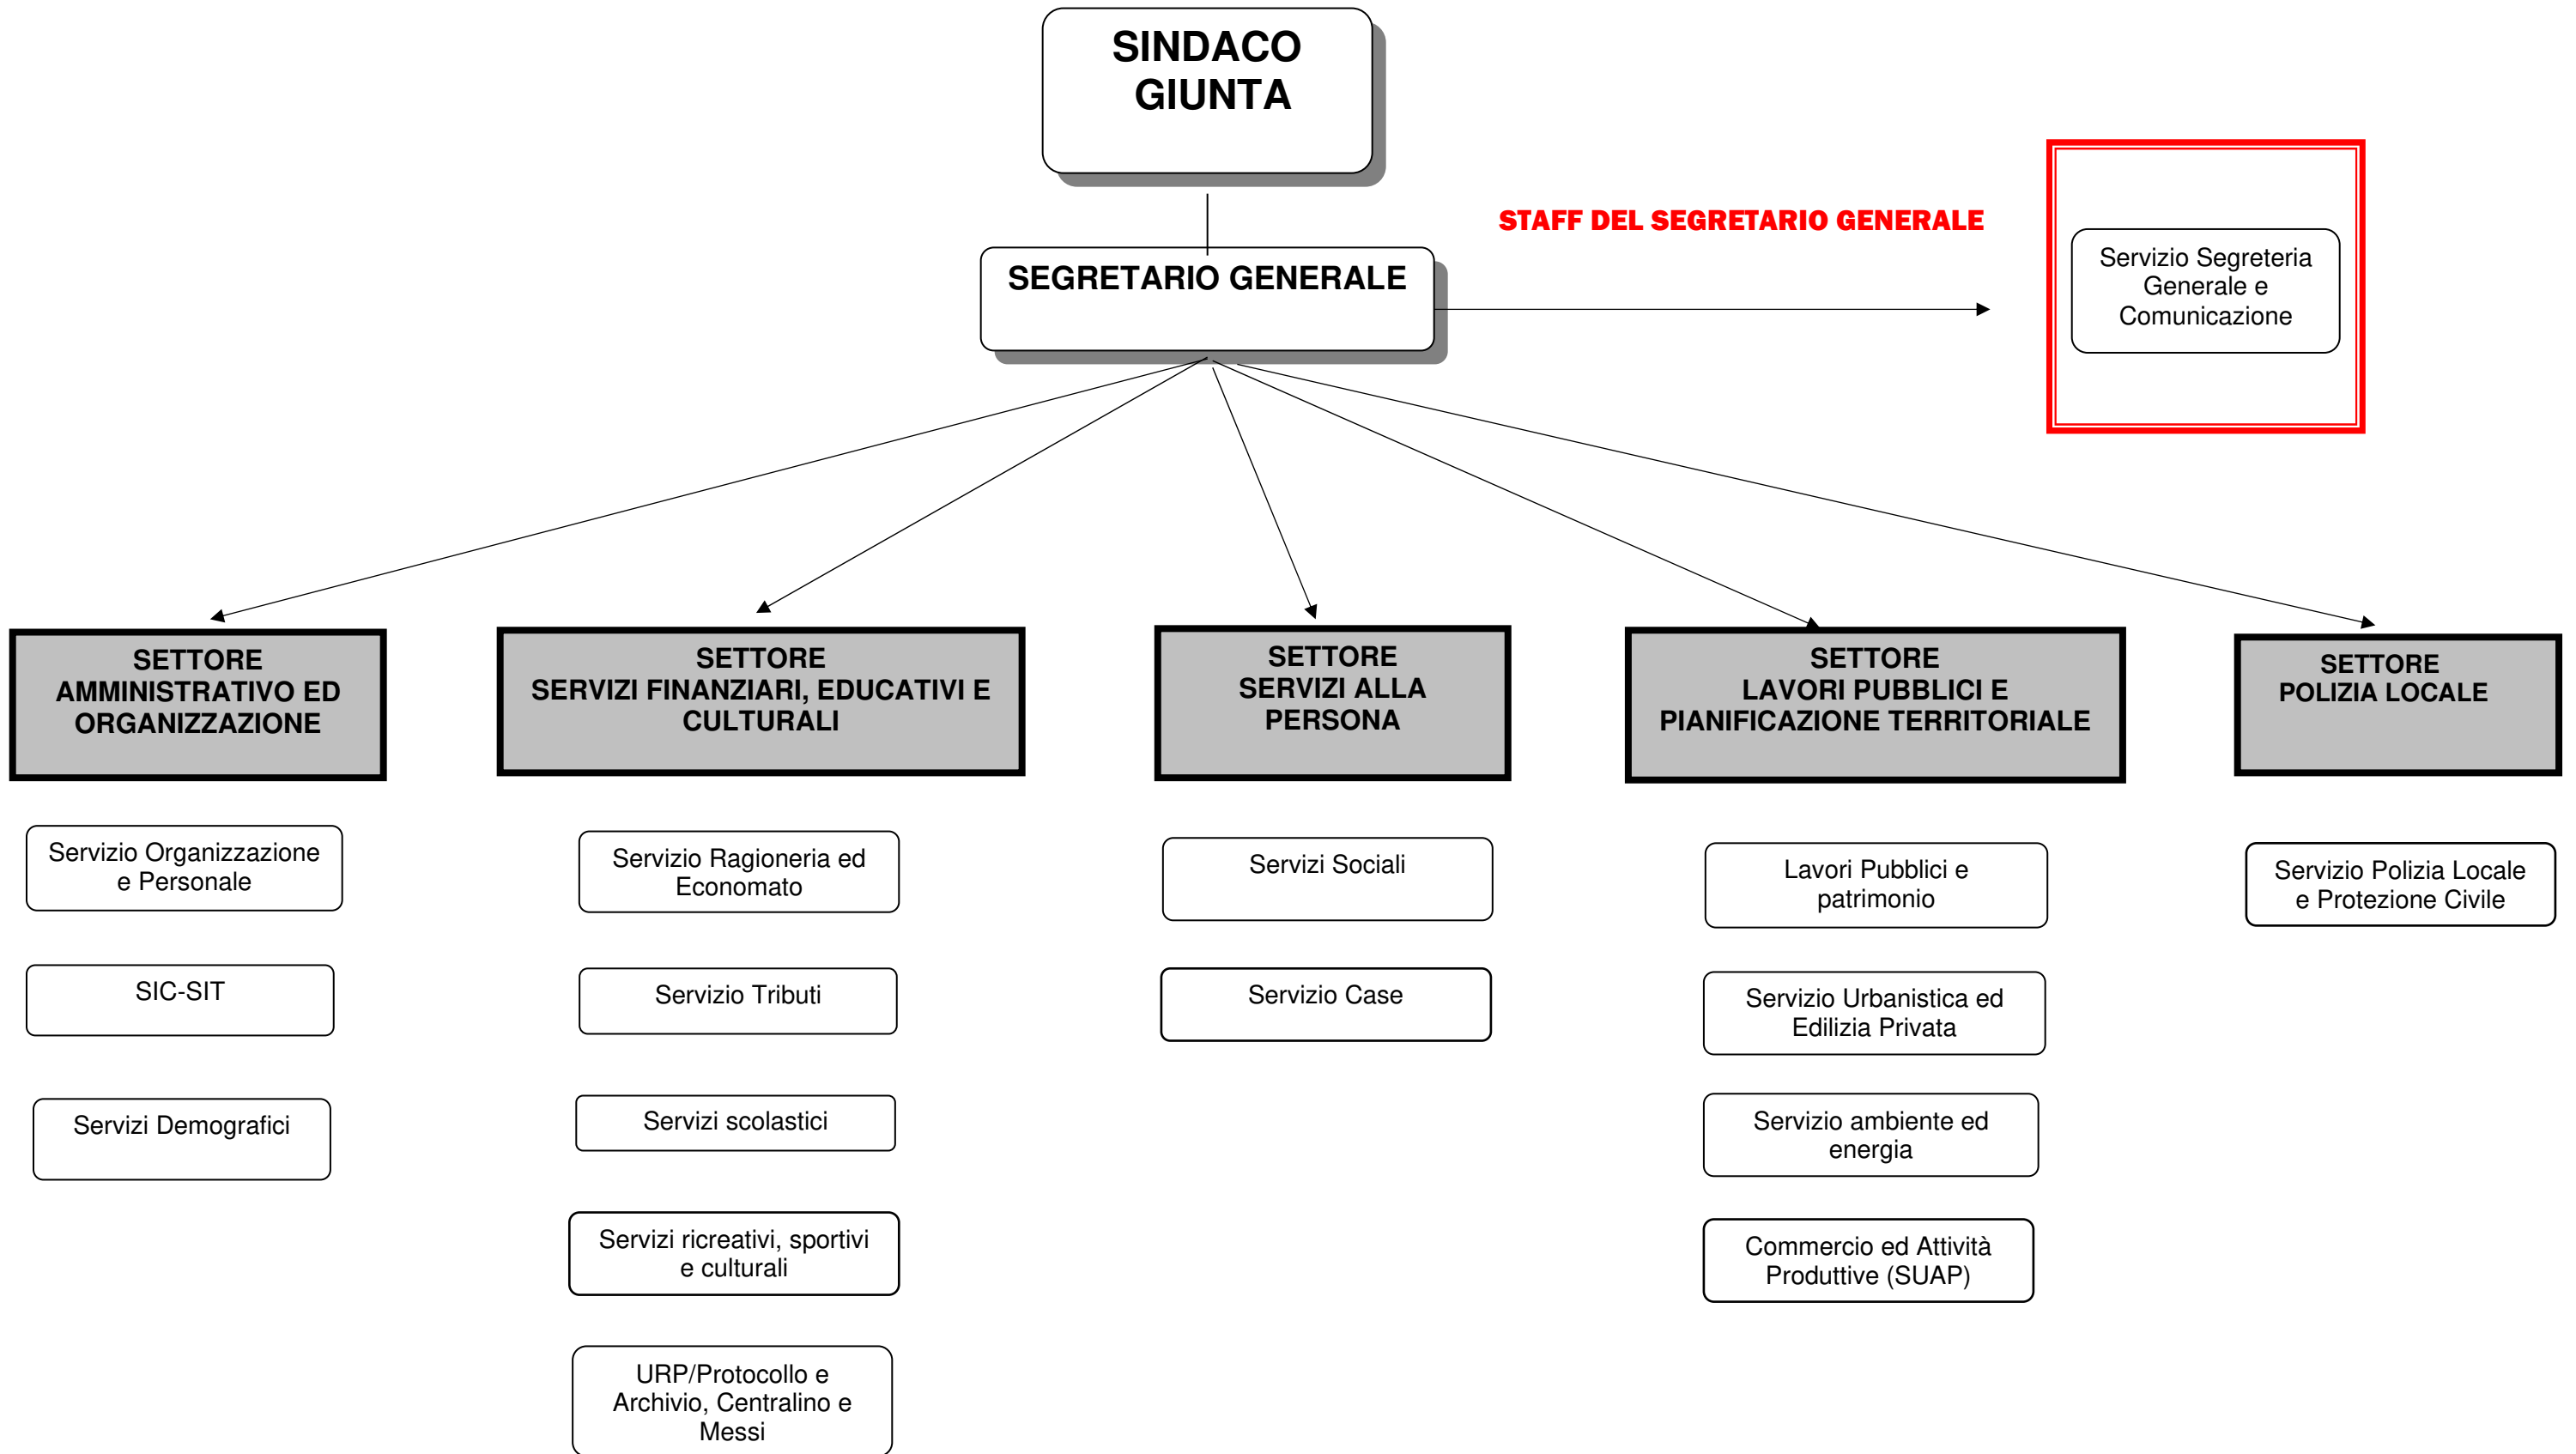 SINDACO
GIUNTA
STAFF DEL SEGRETARIO GENERALE
Servizio Segreteria
Generale e
Comunicazione
SEGRETARIO GENERALE
SETTORE
AMMINISTRATIVO ED
ORGANIZZAZIONE
Servizio Organizzazione
e Personale
SIC-SIT
Servizi Demografici
SETTORE
SERVIZI FINANZIARI, EDUCATIVI E
CULTURALI
Servizio Ragioneria ed
Economato
Servizio Tributi
Servizi scolastici
Servizi ricreativi, sportivi
e culturali
URP/Protocollo e
Archivio, Centralino e
Messi
SETTORE
SERVIZI ALLA
PERSONA
Servizi Sociali
Servizio Case
SETTORE
LAVORI PUBBLICI E
PIANIFICAZIONE TERRITORIALE
Lavori Pubblici e
patrimonio
Servizio Urbanistica ed
Edilizia Privata
Servizio ambiente ed
energia
Commercio ed Attività
Produttive (SUAP)
SETTORE
POLIZIA LOCALE
Servizio Polizia Locale
e Protezione Civile